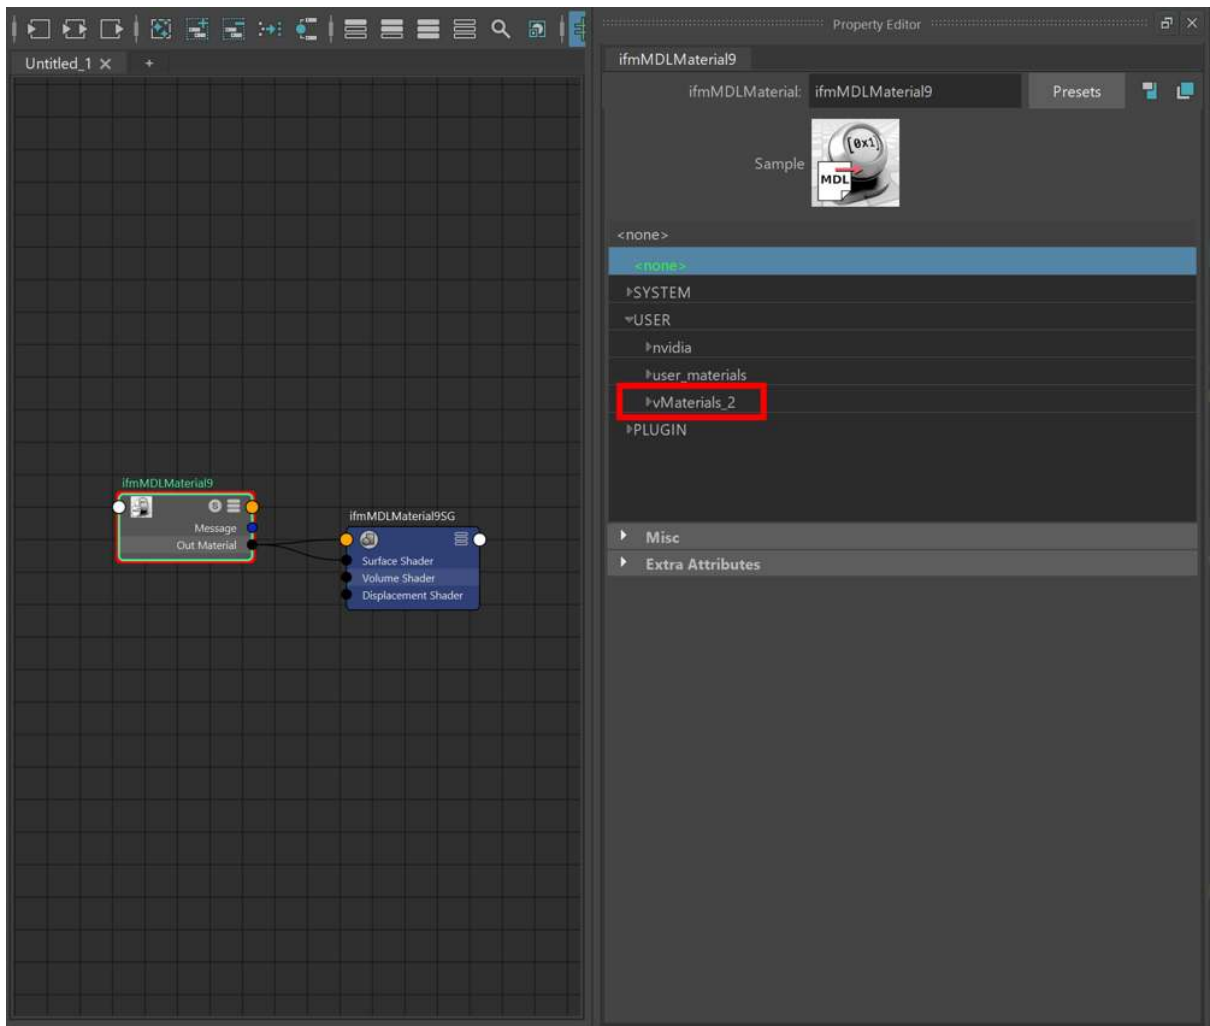 Untitled_1 × +
ifmMDLMaterial9
S
Message
Out Material
ifmMDLMaterial9SG
Surface Shader
Volume Shader
Displacement Shader
Property Editor
ifmMDLMaterial9
ifmMDLMaterial: ifmMDLMaterial9 Presets
Sample
[0x1]
MDL
<none>
<none>
SYSTEM
USER
nvidia
user_materials
vMaterials_2
PLUGIN
Misc
Extra Attributes